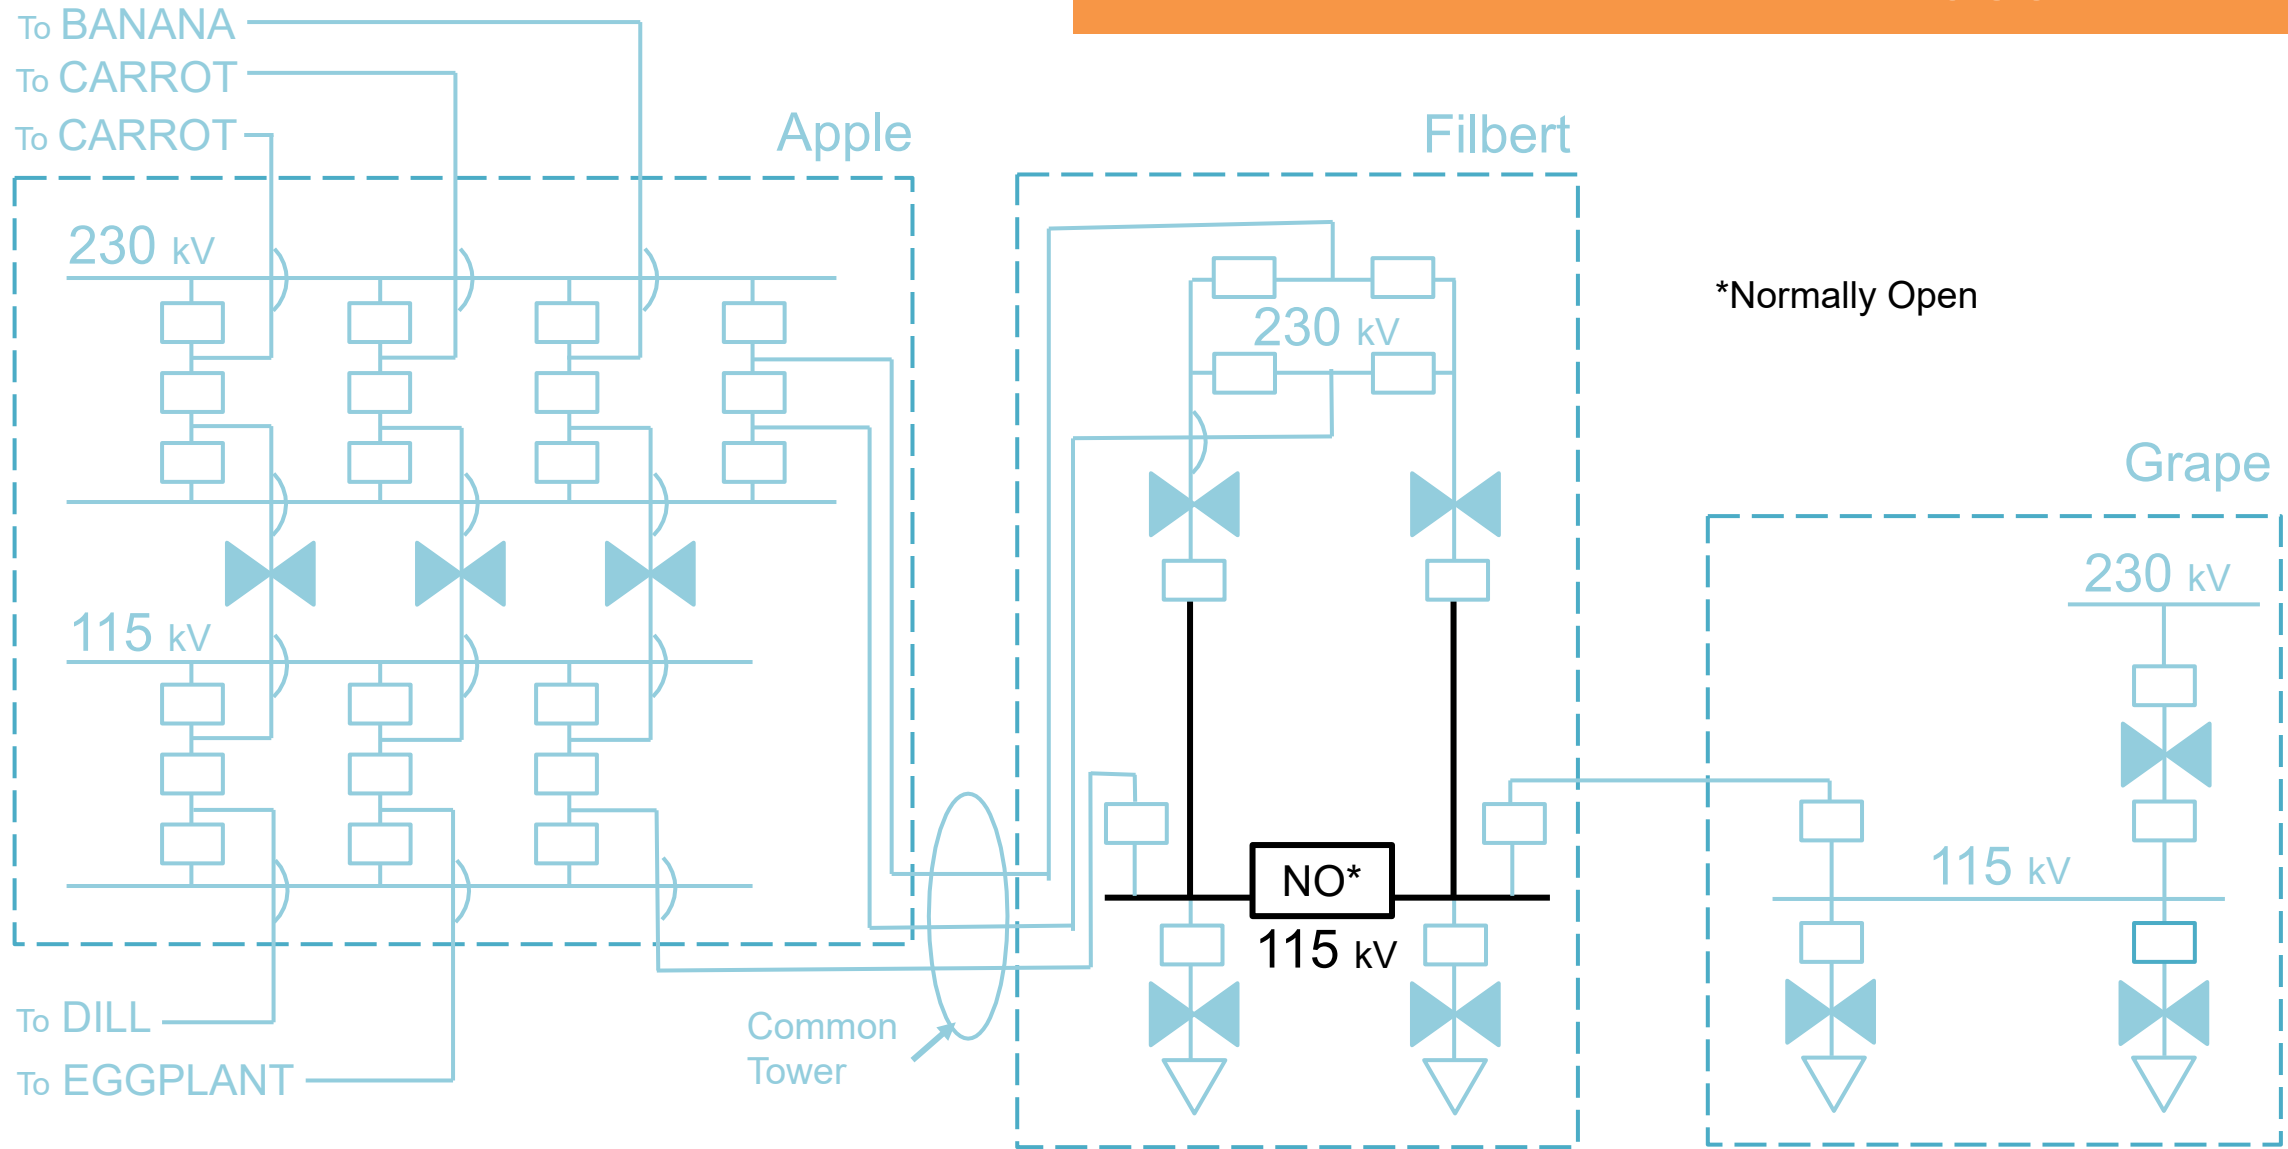 To BANANA
To CARROT
To CARROT
Apple
Filbert
230 kV
*Normally Open
230 kV
Grape
230 kV
115 kV
115 kV
NO*
115 kV
To DILL
Common
Tower
To EGGPLANT